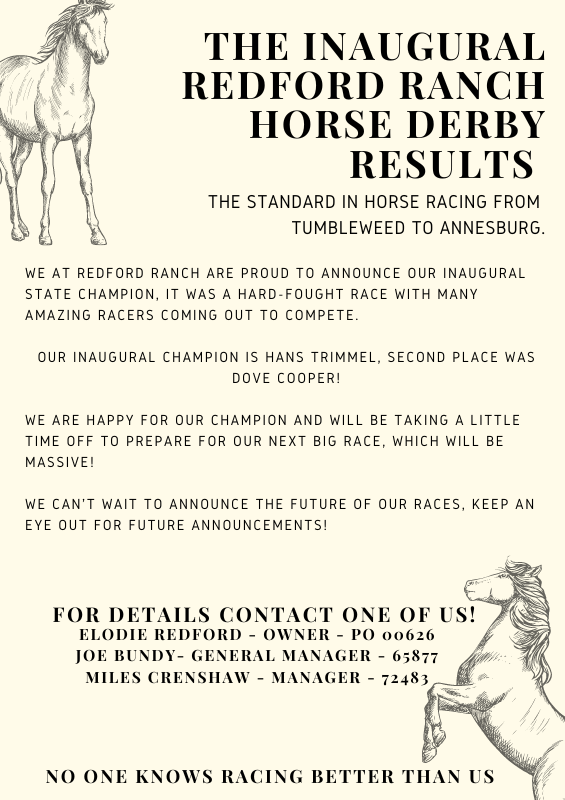 THE INAUGURAL
REDFORD RANCH
HORSE DERBY
RESULTS
THE STANDARD IN HORSE RACING FROM
TUMBLEWEED TO ANNESBURG.
WE AT REDFORD RANCH ARE PROUD TO ANNOUNCE OUR INAUGURAL
STATE CHAMPION, IT WAS A HARD-FOUGHT RACE WITH MANY
AMAZING RACERS COMING OUT TO COMPETE.
OUR INAUGURAL CHAMPION IS HANS TRIMMEL, SECOND PLACE WAS
DOVE COOPER!
WE ARE HAPPY FOR OUR CHAMPION AND WILL BE TAKING A LITTLE
TIME OFF TO PREPARE FOR OUR NEXT BIG RACE, WHICH WILL BE
MASSIVE!
WE CAN'T WAIT TO ANNOUNCE THE FUTURE OF OUR RACES, KEEP AN
EYE OUT FOR FUTURE ANNOUNCEMENTS!
FOR DETAILS CONTACT ONE OF US!
ELODIE REDFORD - OWNER - PO 00626
JOE BUNDY- GENERAL MANAGER - 65877
MILES CRENSHAW - MANAGER - 72483
NO ONE KNOWS RACING BETTER THAN US